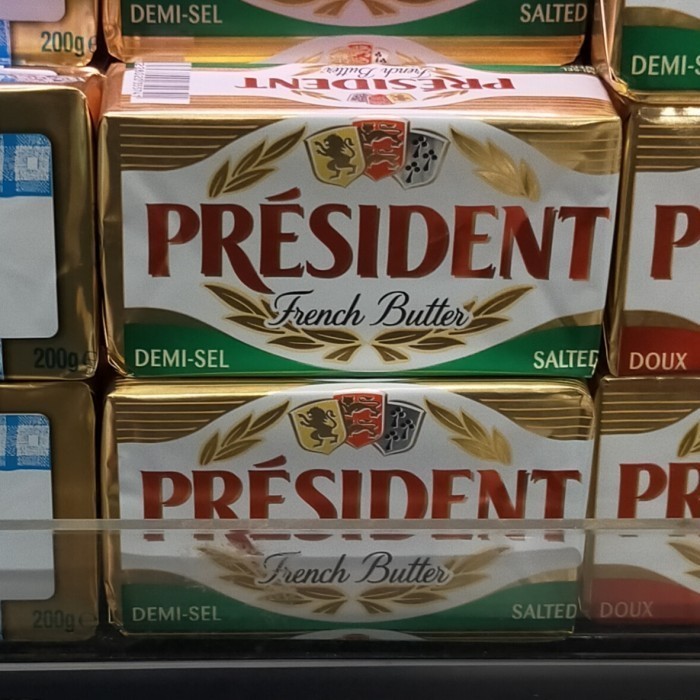 DEMI-SEL SALTED
200g
DEMI-S
PRÉSIDENT
French Butter
PRÉSIDENT
French Butter
DEMI-SEL SALTED
200g
P
DOUX
PRÉSIDENT
French Butter
DEMI-SEL SALTED
200g
PR
DOUX